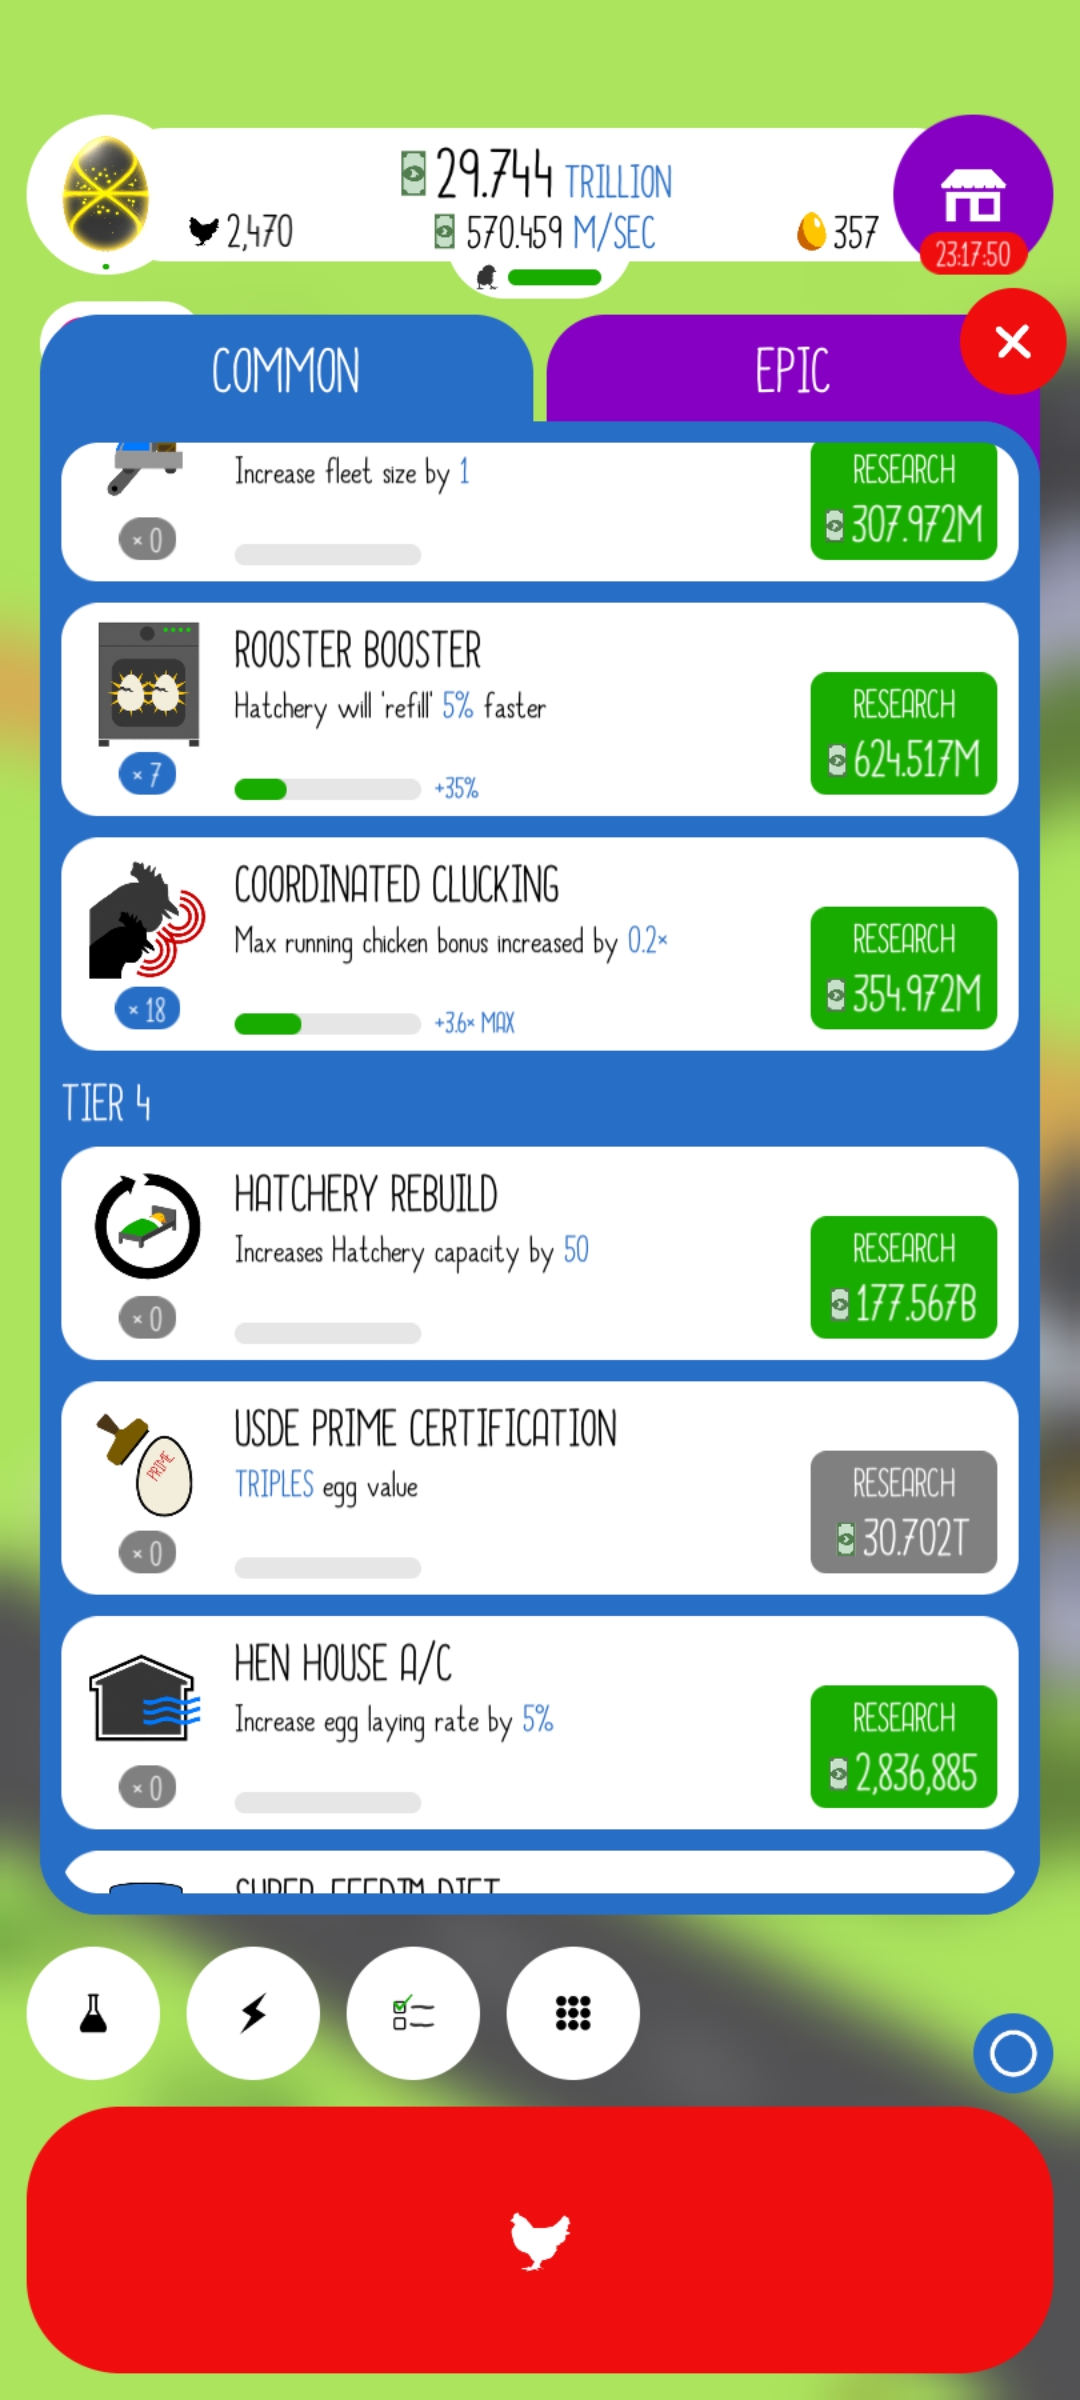 29.744 TRILLION
2,470
570.459 M/SEC
357
23:17:50
COMMON
EPIC
Increase fleet size by 1
RESEARCH
307.972M
× 0
ROOSTER BOOSTER
Hatchery will 'refill' 5% faster
RESEARCH
624.517M
× 7
+35%
COORDINATED CLUCKING
Max running chicken bonus increased by 0.2×
RESEARCH
354.972M
× 18
+3.6× MAX
TIER 4
HATCHERY REBUILD
Increases Hatchery capacity by 50
RESEARCH
177.567B
× 0
USDE PRIME CERTIFICATION
PRIME
TRIPLES egg value
RESEARCH
30.702T
× 0
HEN HOUSE A/C
Increase egg laying rate by 5%
RESEARCH
2,836,885
× 0
SUPER FEED™ DIET